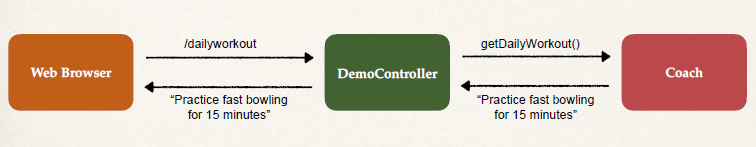 /dailyworkout
getDailyWorkout()
Web Browser
DemoController
Coach
“Practice fast bowling
for 15 minutes”
“Practice fast bowling
for 15 minutes”